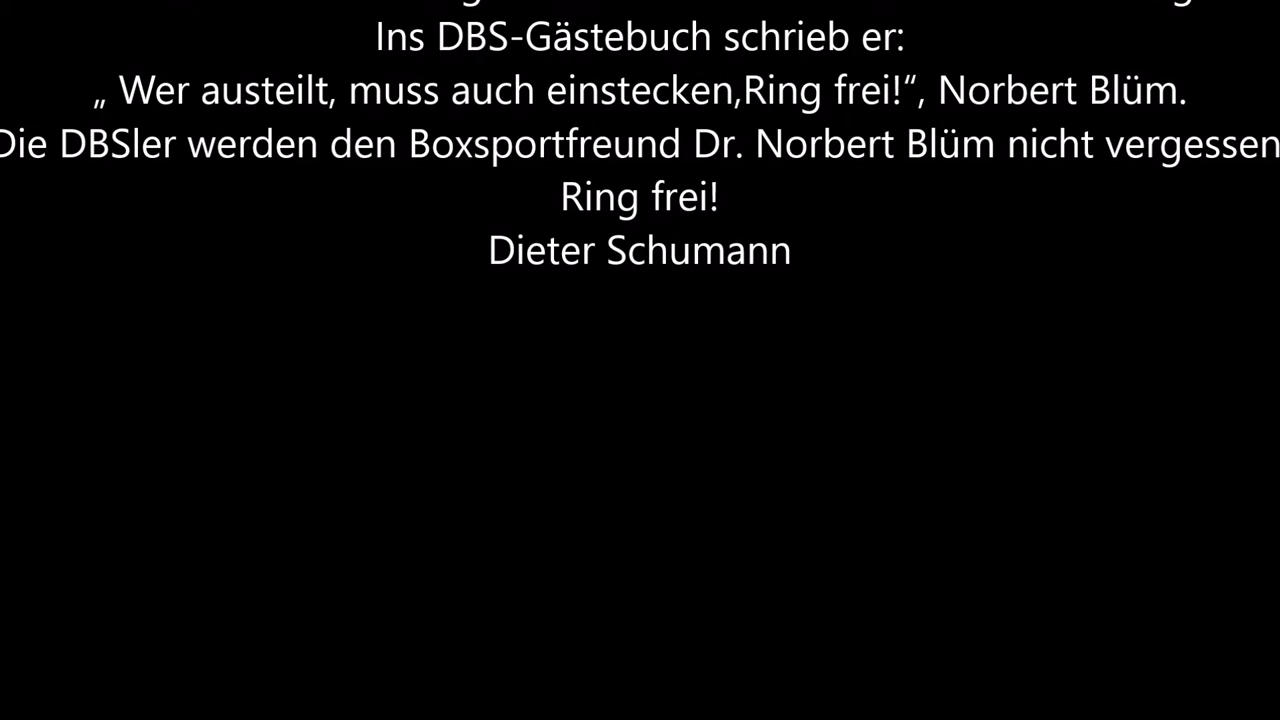 Ins DBS-Gästebuch schrieb er:
„ Wer austeilt, muss auch einstecken,Ring frei!“, Norbert Blüm.
Die DBSler werden den Boxsportfreund Dr. Norbert Blüm nicht vergessen
Ring frei!
Dieter Schumann